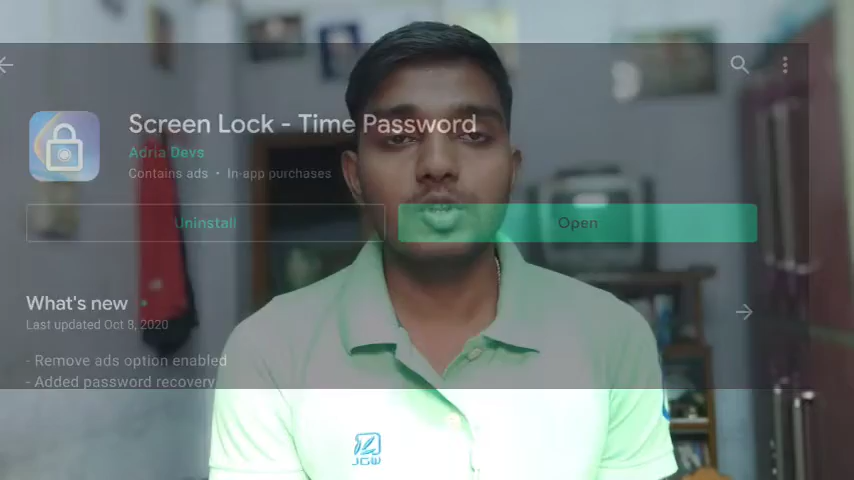 Screen Lock - Time Password
Adria Devs
Contains ads • In-app purchases
Uninstall
Open
What's new
Last updated Oct 8, 2020
- Remove ads option enabled
- Added password recovery
JGW